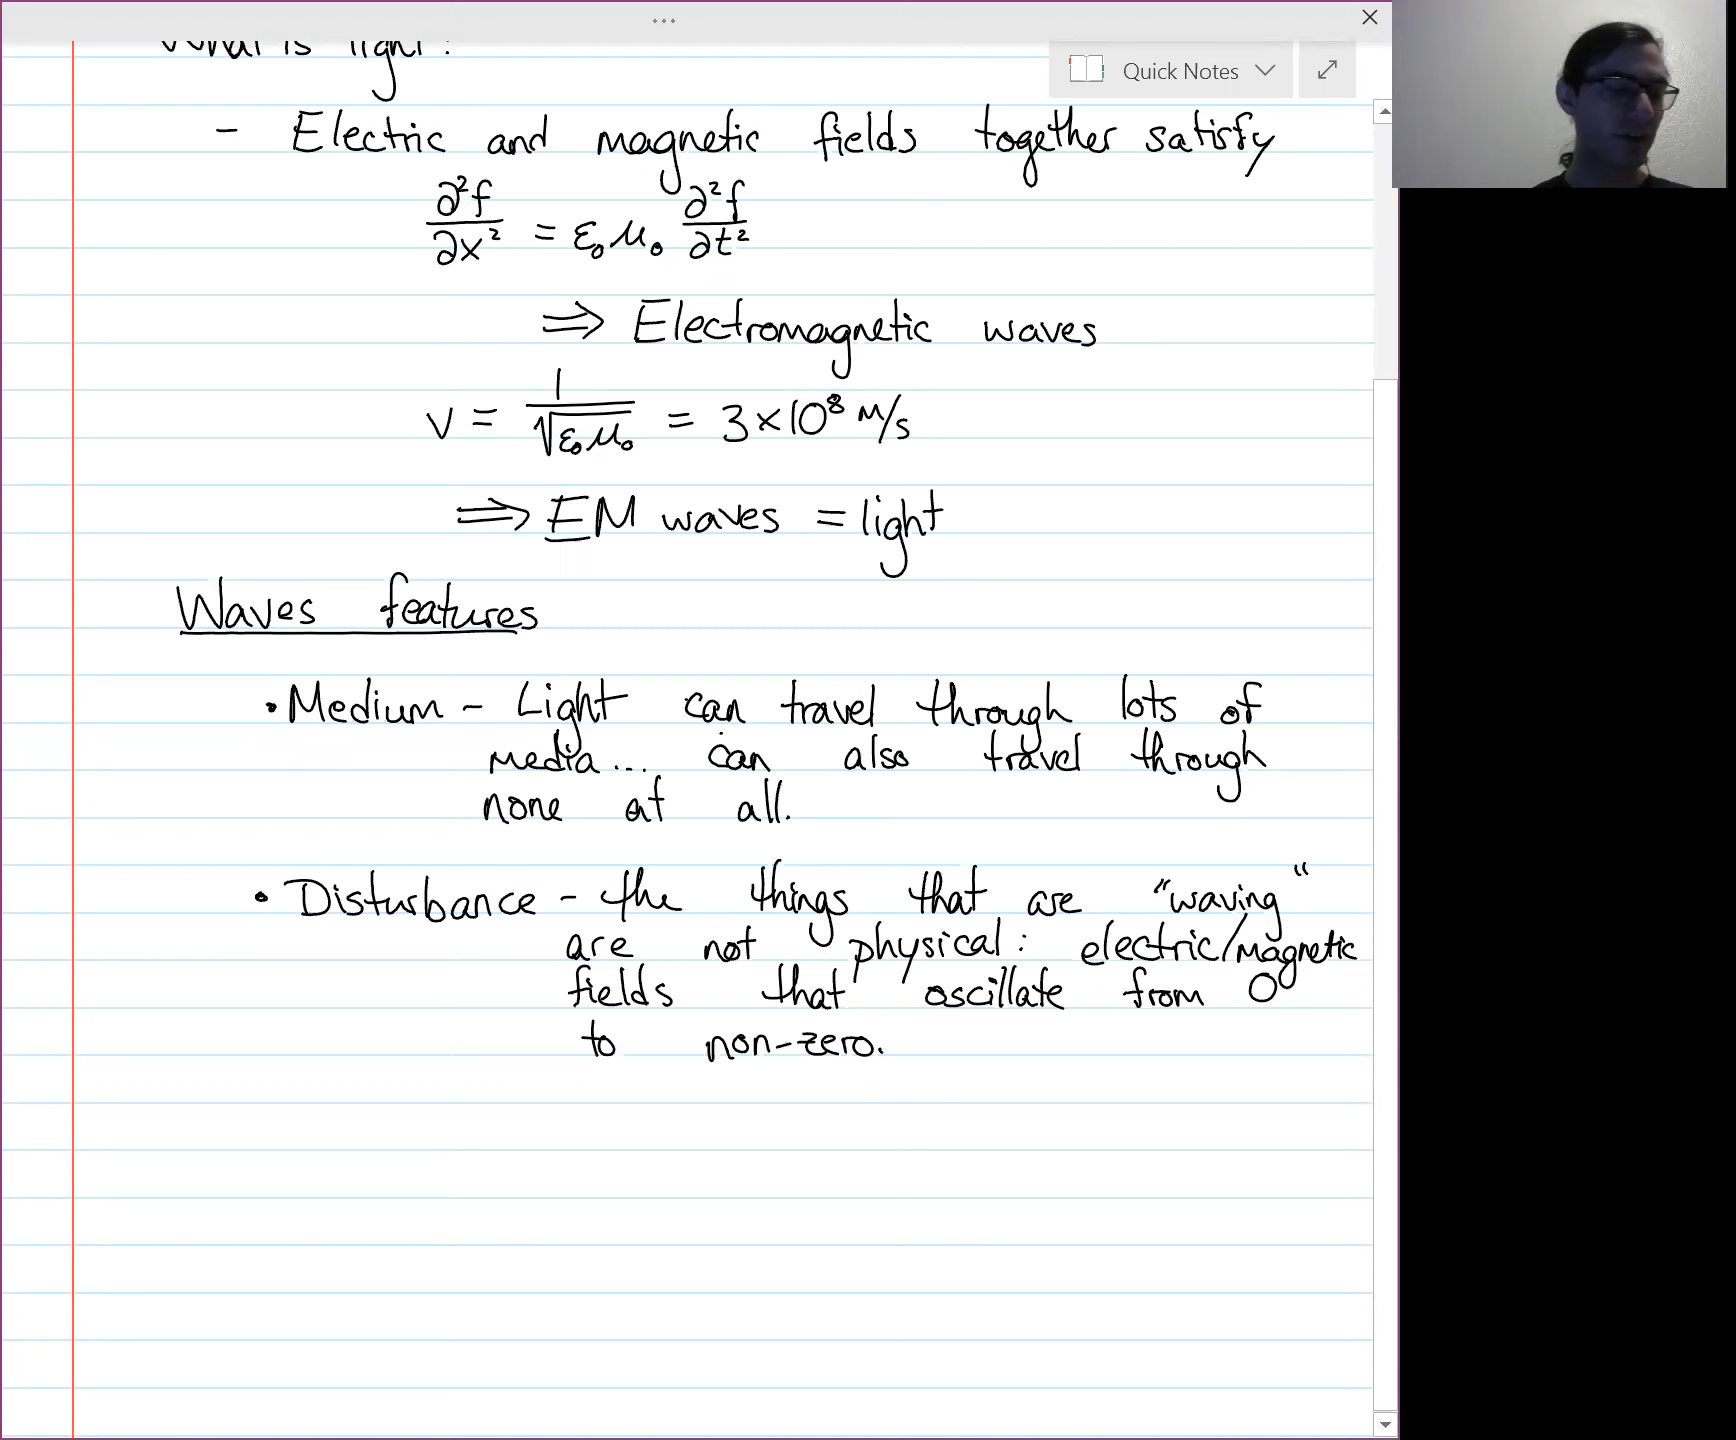 What is light?
Quick Notes
- Electric and magnetic fields together satisfy
∂²f/∂x² = ε₀μ₀ ∂²f/∂t²
⇒ Electromagnetic waves
v = 1/√ε₀μ₀ = 3×10⁸ m/s
⇒ EM waves = light
Waves features
• Medium - Light can travel through lots of
media... can also travel through
none at all.
• Disturbance - the things that are "waving"
are not physical: electric/magnetic
fields that oscillate from 0
to non-zero.